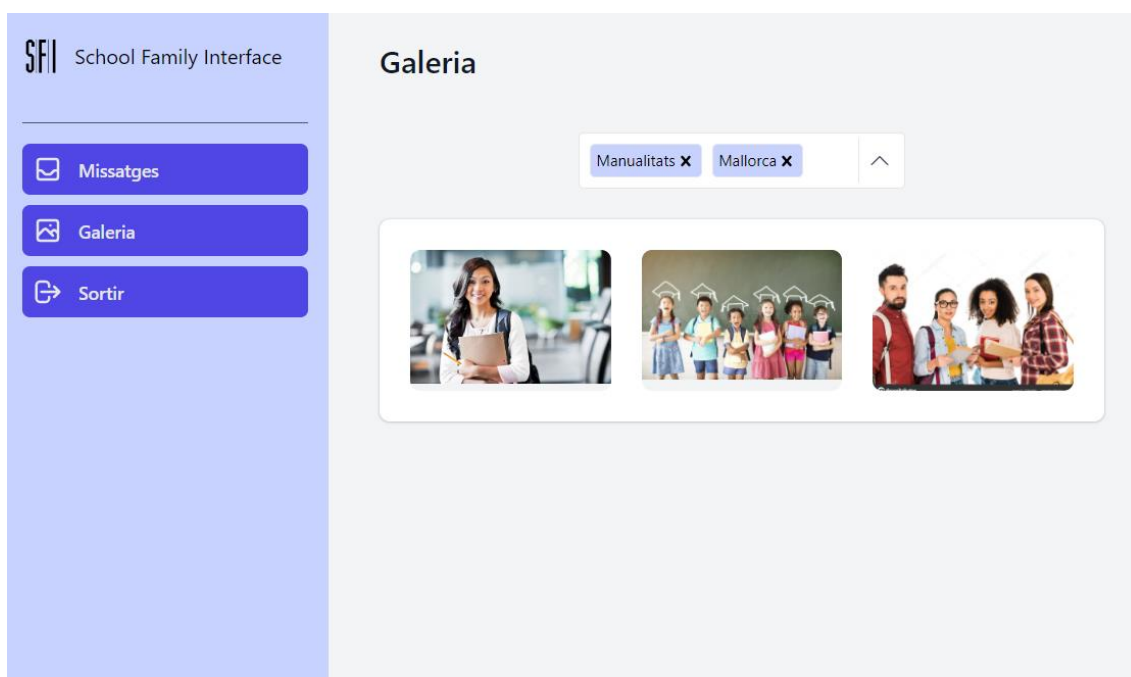 SFI School Family Interface
Missatges
Galeria
Sortir
Galeria
Manualitats ✕ Mallorca ✕